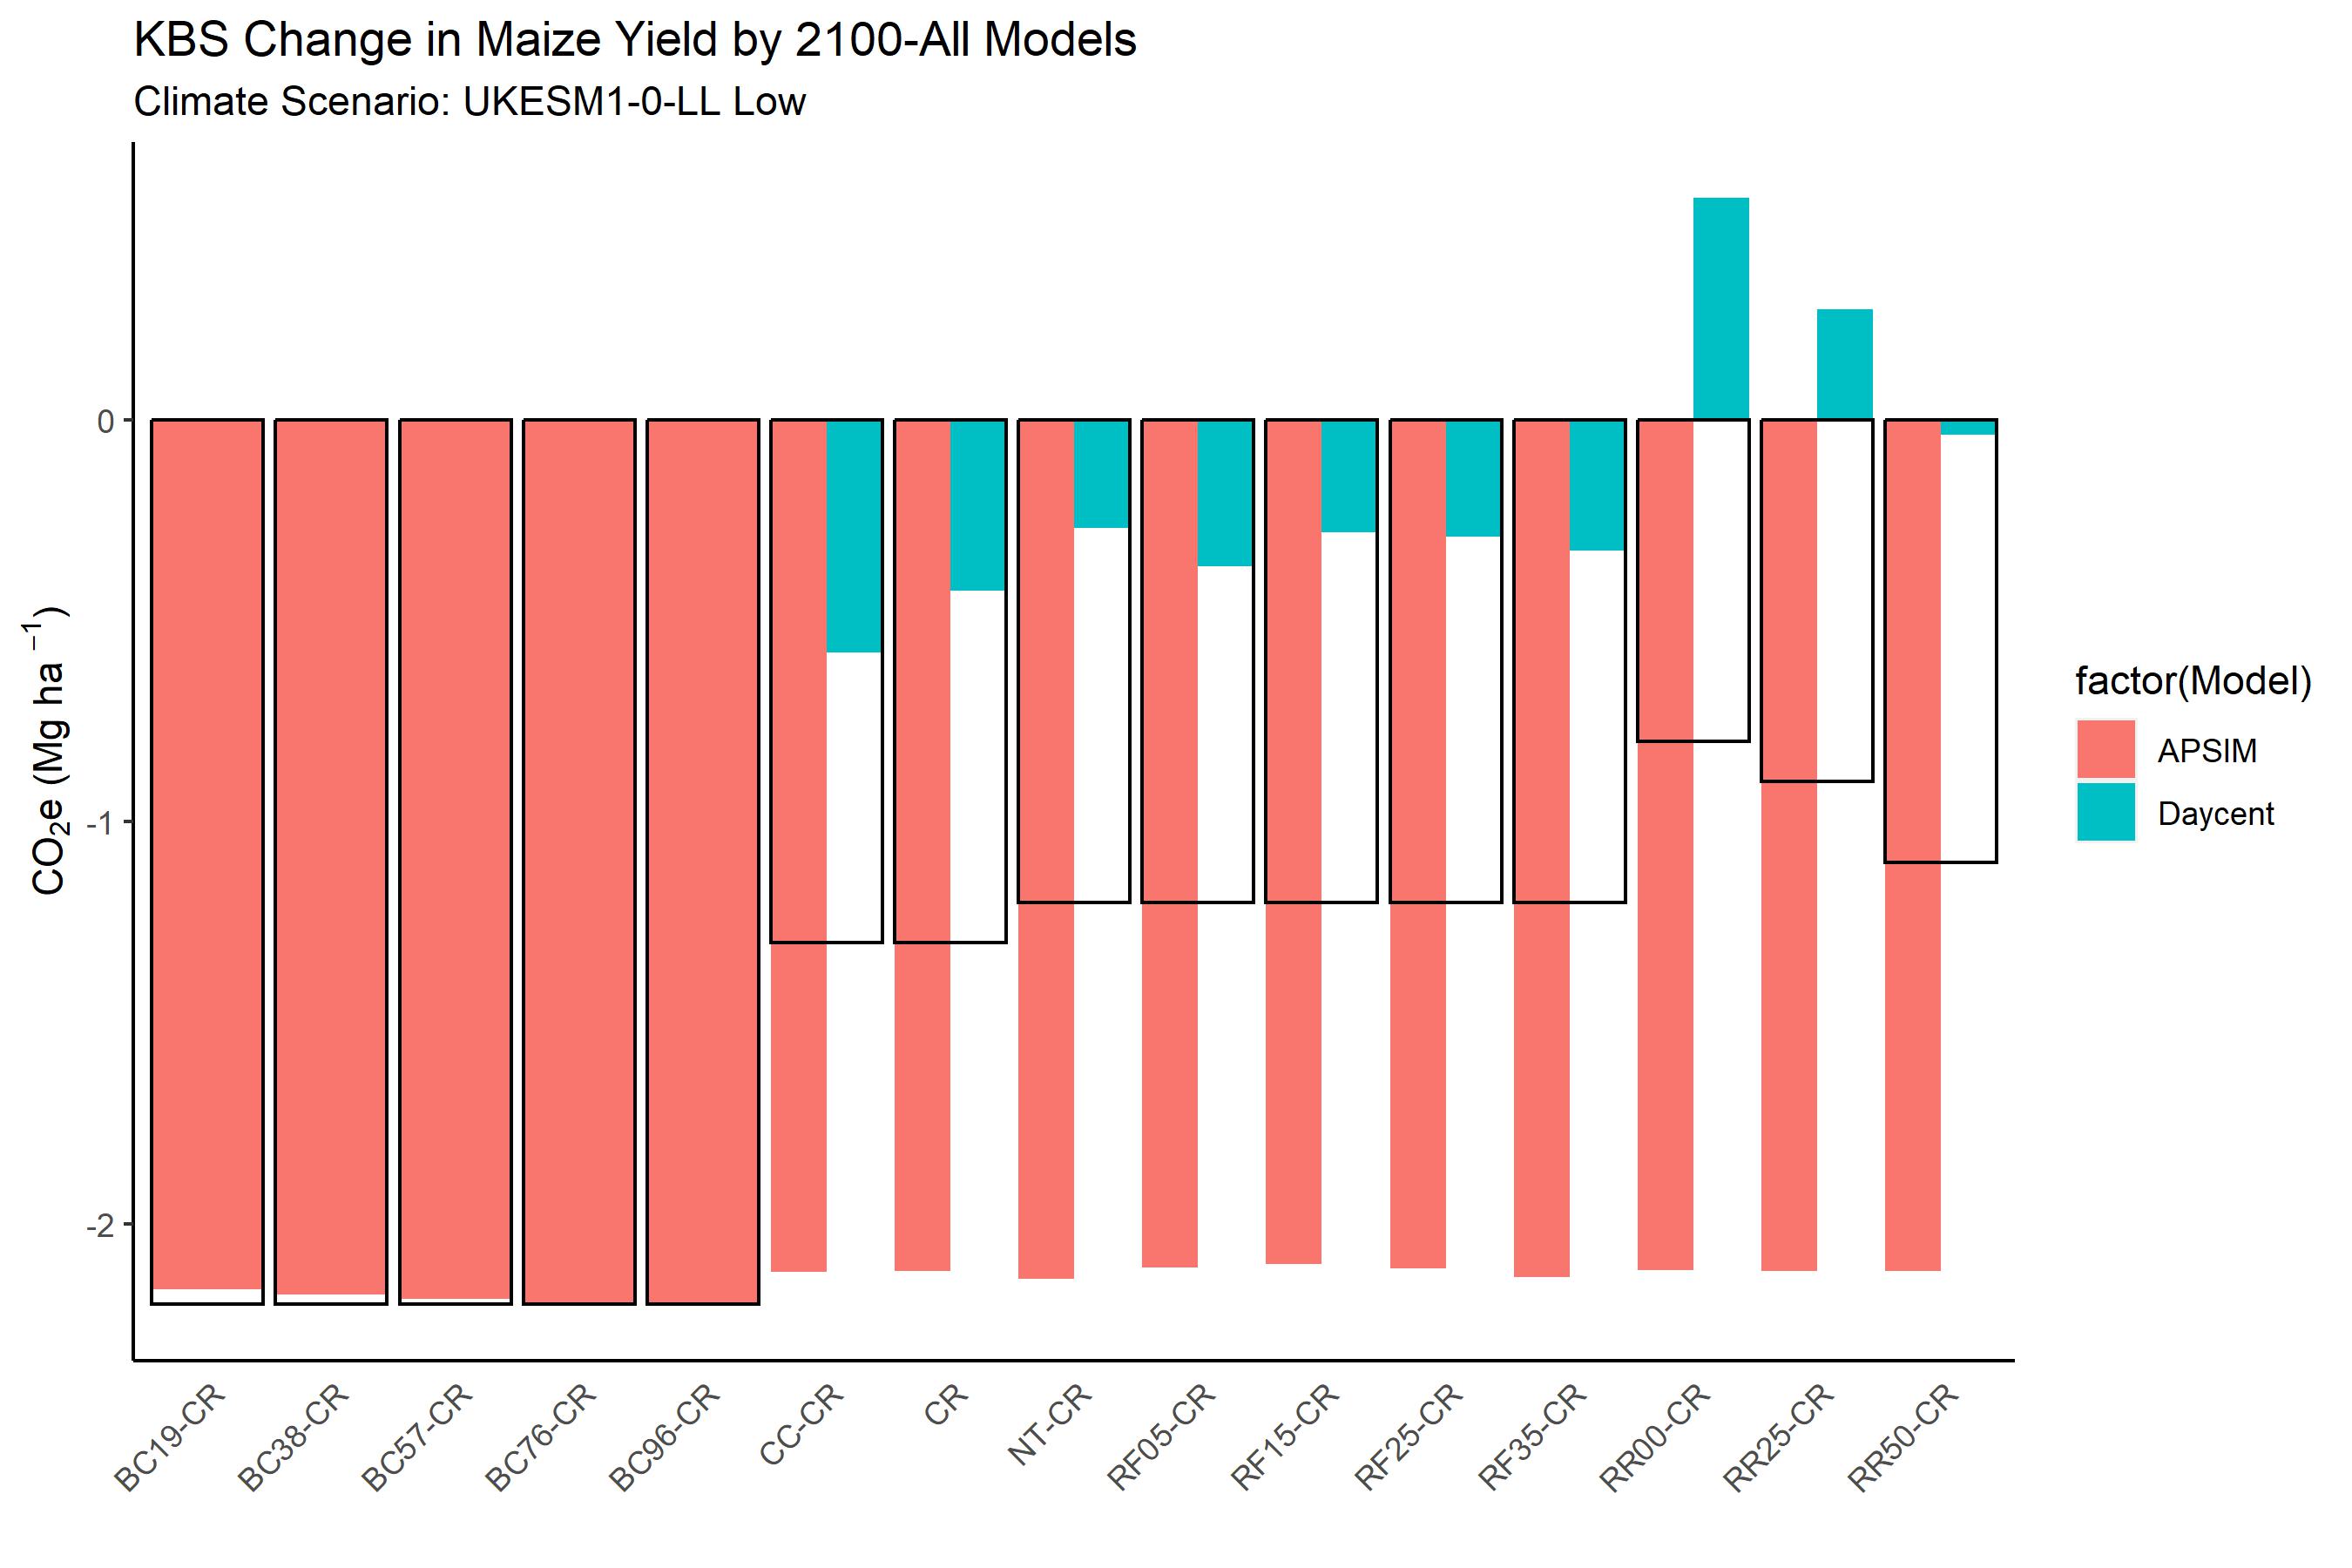 KBS Change in Maize Yield by 2100-All Models
Climate Scenario: UKESM1-0-LL Low
CO₂e (Mg ha ⁻¹)
0
-1
-2
BC19-CR
BC38-CR
BC57-CR
BC76-CR
BC96-CR
CC-CR
CR
NT-CR
RF05-CR
RF15-CR
RF25-CR
RF35-CR
RR00-CR
RR25-CR
RR50-CR
factor(Model)
APSIM
Daycent